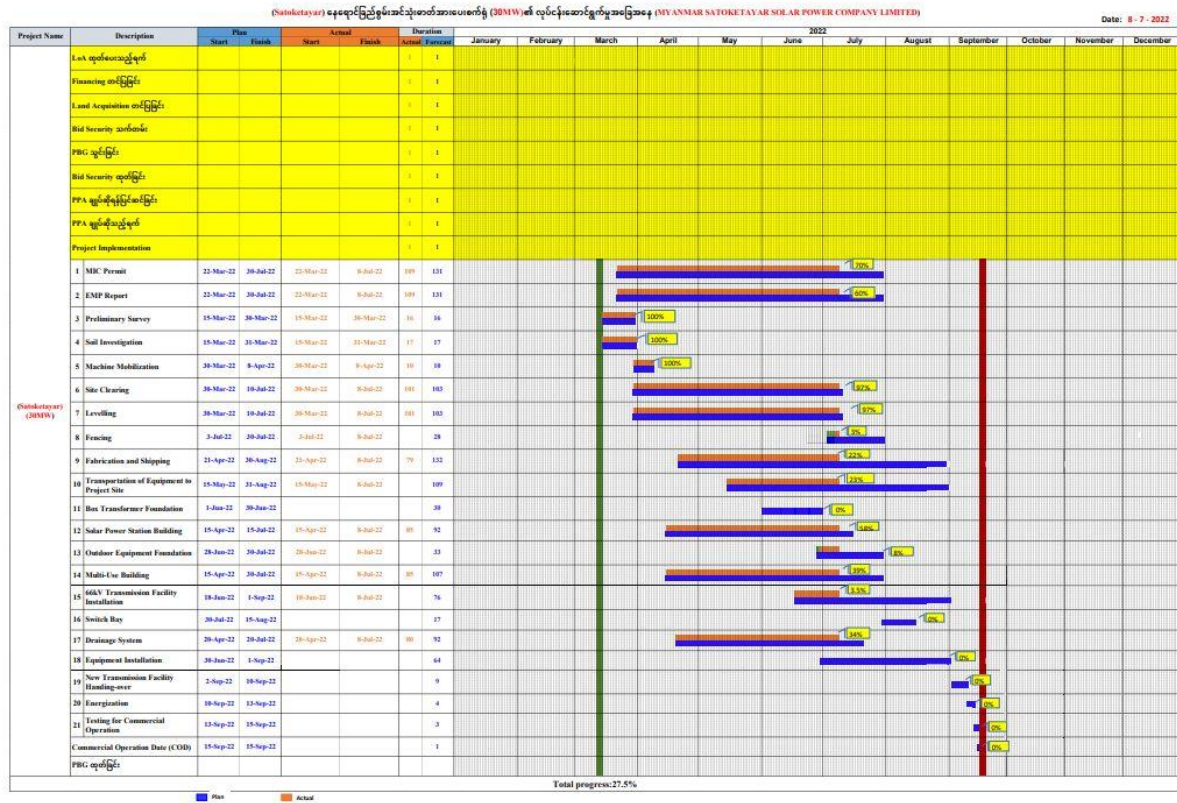 (Satoketayar) နေရောင်ခြည်စွမ်းအင်သုံးဓာတ်အားပေးစက်ရုံ (30MW)၏ လုပ်ငန်းဆောင်ရွက်မှုအခြေအနေ (MYANMAR SATOKETAYAR SOLAR POWER COMPANY LIMITED)
Date: 8 - 7 - 2022
Project Name Description Plan Actual Duration 2022
Start Finish Start Finish Actual Forecast January February March April May June July August September October November December
LoA ထုတ်ပေးသည့်ရက် 1 1
Financing တင်ပြခြင်း 1 1
Land Acquisition တင်ပြခြင်း 1 1
Bid Security သက်တမ်း 1 1
PBG သွင်းခြင်း 1 1
Bid Security ထုတ်ခြင်း 1 1
PPA ချုပ်ဆိုရန်ပြင်ဆင်ခြင်း 1 1
PPA ချုပ်ဆိုသည့်ရက် 1 1
Project Implementation 1 1
(Satoketayar)
(30MW)
1 MIC Permit 22-Mar-22 30-Jul-22 22-Mar-22 8-Jul-22 109 131 70%
2 EMP Report 22-Mar-22 30-Jul-22 22-Mar-22 8-Jul-22 109 131 60%
3 Preliminary Survey 15-Mar-22 30-Mar-22 15-Mar-22 30-Mar-22 16 16 100%
4 Soil Investigation 15-Mar-22 31-Mar-22 15-Mar-22 31-Mar-22 17 17 100%
5 Machine Mobilization 30-Mar-22 8-Apr-22 30-Mar-22 8-Apr-22 10 10 100%
6 Site Clearing 30-Mar-22 10-Jul-22 30-Mar-22 8-Jul-22 101 103 97%
7 Levelling 30-Mar-22 10-Jul-22 30-Mar-22 8-Jul-22 101 103 97%
8 Fencing 3-Jul-22 30-Jul-22 3-Jul-22 8-Jul-22 28 3%
9 Fabrication and Shipping 21-Apr-22 30-Aug-22 21-Apr-22 8-Jul-22 79 132 22%
10 Transportation of Equipment to Project Site 15-May-22 31-Aug-22 15-May-22 8-Jul-22 109 23%
11 Box Transformer Foundation 1-Jun-22 30-Jun-22 30 0%
12 Solar Power Station Building 15-Apr-22 15-Jul-22 15-Apr-22 8-Jul-22 85 92 58%
13 Outdoor Equipment Foundation 28-Jun-22 30-Jul-22 28-Jun-22 8-Jul-22 33 8%
14 Multi-Use Building 15-Apr-22 30-Jul-22 15-Apr-22 8-Jul-22 85 107 39%
15 66kV Transmission Facility Installation 18-Jun-22 1-Sep-22 18-Jun-22 8-Jul-22 76 3.5%
16 Switch Bay 30-Jul-22 15-Aug-22 17 0%
17 Drainage System 20-Apr-22 20-Jul-22 20-Apr-22 8-Jul-22 80 92 34%
18 Equipment Installation 30-Jun-22 1-Sep-22 64 0%
19 New Transmission Facility Handing-over 2-Sep-22 10-Sep-22 9 0%
20 Energization 10-Sep-22 13-Sep-22 4 0%
21 Testing for Commercial Operation 13-Sep-22 15-Sep-22 3 0%
Commercial Operation Date (COD) 15-Sep-22 15-Sep-22 1 0%
PBG ထုတ်ခြင်း
Total progress:27.5%
Plan Actual